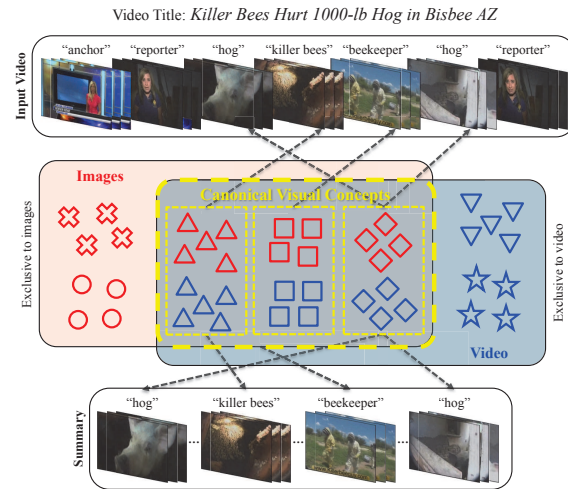 Video Title: Killer Bees Hurt 1000-lb Hog in Bisbee AZ
Input Video
“anchor” “reporter” “hog” “killer bees” “beekeeper” “hog” “reporter”
Images
Canonical Visual Concepts
Exclusive to images
Exclusive to video
Video
Summary
“hog” “killer bees” “beekeeper” “hog”